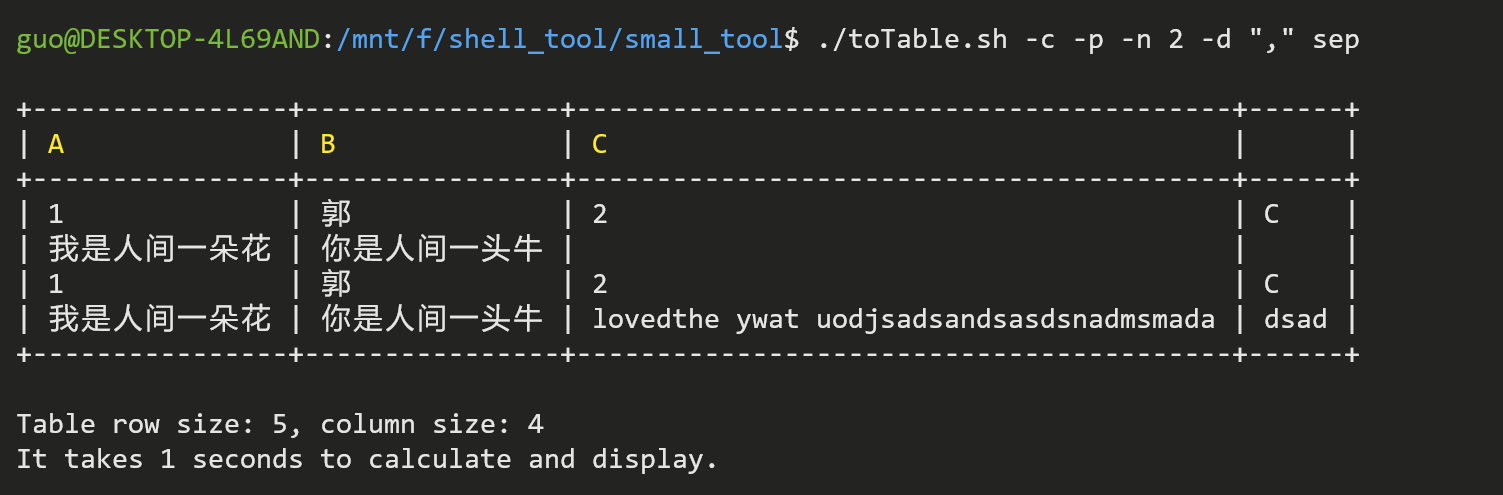 guo@DESKTOP-4L69AND:/mnt/f/shell_tool/small_tool$ ./toTable.sh -c -p -n 2 -d "," sep
+----------------+----------------+-----------------------------------------+------+
| A              | B              | C                                       |      |
+----------------+----------------+-----------------------------------------+------+
| 1              | 郭             | 2                                       | C    |
| 我是人间一朵花 | 你是人间一头牛 |                                         |      |
| 1              | 郭             | 2                                       | C    |
| 我是人间一朵花 | 你是人间一头牛 | lovedthe ywat uodjsadsandsasdsnadmsmada | dsad |
+----------------+----------------+-----------------------------------------+------+
Table row size: 5, column size: 4
It takes 1 seconds to calculate and display.